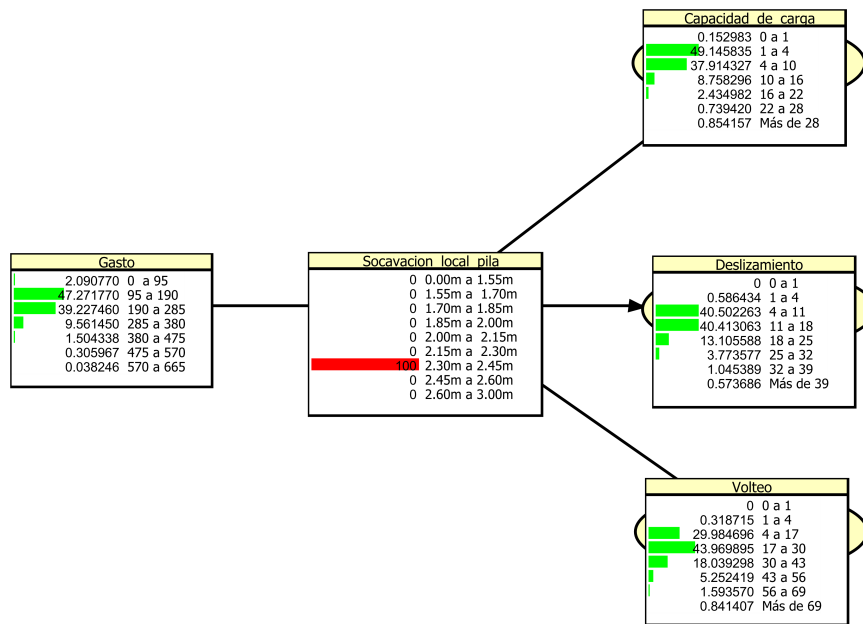 Capacidad de carga
0.152983 0 a 1
49.145835 1 a 4
37.914327 4 a 10
8.758296 10 a 16
2.434982 16 a 22
0.739420 22 a 28
0.854157 Más de 28
Gasto
2.090770 0 a 95
47.271770 95 a 190
39.227460 190 a 285
9.561450 285 a 380
1.504338 380 a 475
0.305967 475 a 570
0.038246 570 a 665
Socavacion local pila
0 0.00m a 1.55m
0 1.55m a 1.70m
0 1.70m a 1.85m
0 1.85m a 2.00m
0 2.00m a 2.15m
0 2.15m a 2.30m
100 2.30m a 2.45m
0 2.45m a 2.60m
0 2.60m a 3.00m
Deslizamiento
0 0 a 1
0.586434 1 a 4
40.502263 4 a 11
40.413063 11 a 18
13.105588 18 a 25
3.773577 25 a 32
1.045389 32 a 39
0.573686 Más de 39
Volteo
0 0 a 1
0.318715 1 a 4
29.984696 4 a 17
43.969895 17 a 30
18.039298 30 a 43
5.252419 43 a 56
1.593570 56 a 69
0.841407 Más de 69